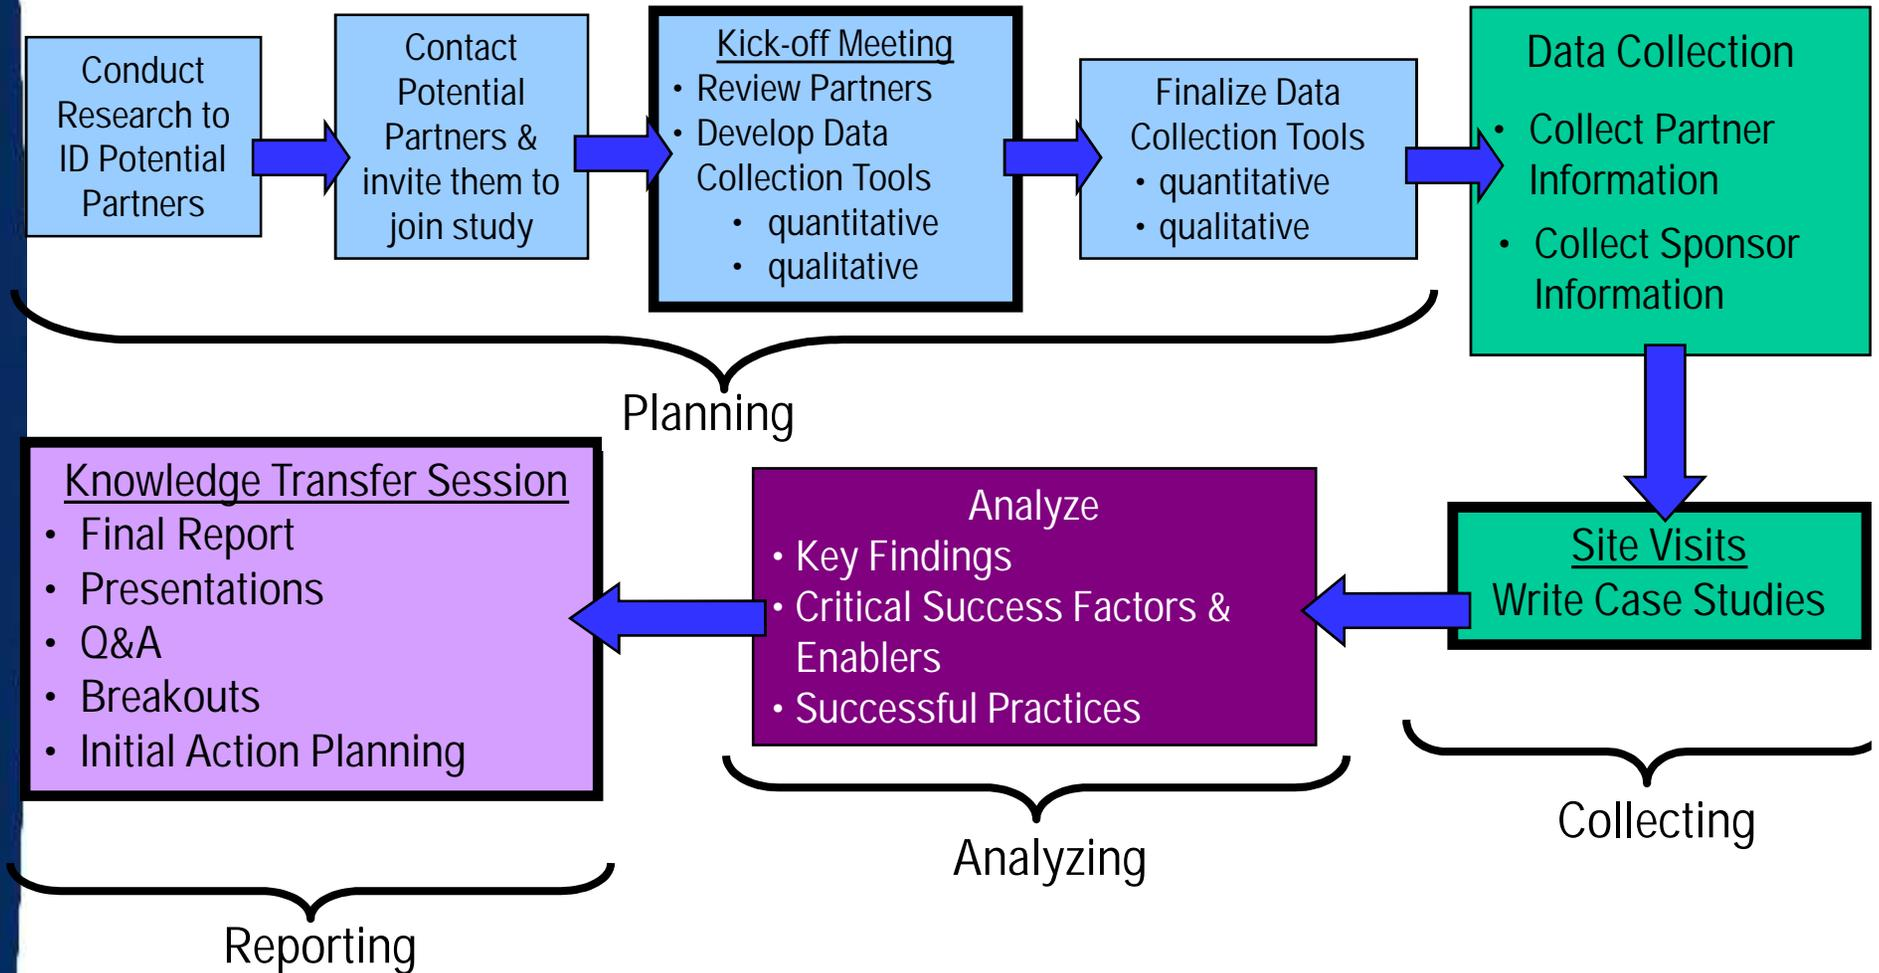 Conduct
Research to
ID Potential
Partners
Contact
Potential
Partners &
invite them to
join study
Kick-off Meeting
• Review Partners
• Develop Data
Collection Tools
• quantitative
• qualitative
Finalize Data
Collection Tools
• quantitative
• qualitative
Data Collection
• Collect Partner
Information
• Collect Sponsor
Information
Planning
Site Visits
Write Case Studies
Collecting
Analyze
• Key Findings
• Critical Success Factors &
Enablers
• Successful Practices
Analyzing
Knowledge Transfer Session
• Final Report
• Presentations
• Q&A
• Breakouts
• Initial Action Planning
Reporting